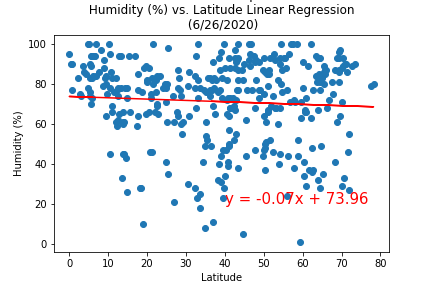 Humidity (%) vs. Latitude Linear Regression
(6/26/2020)
100
80
60
40
20
0
Humidity (%)
y = -0.07x + 73.96
0 10 20 30 40 50 60 70 80
Latitude